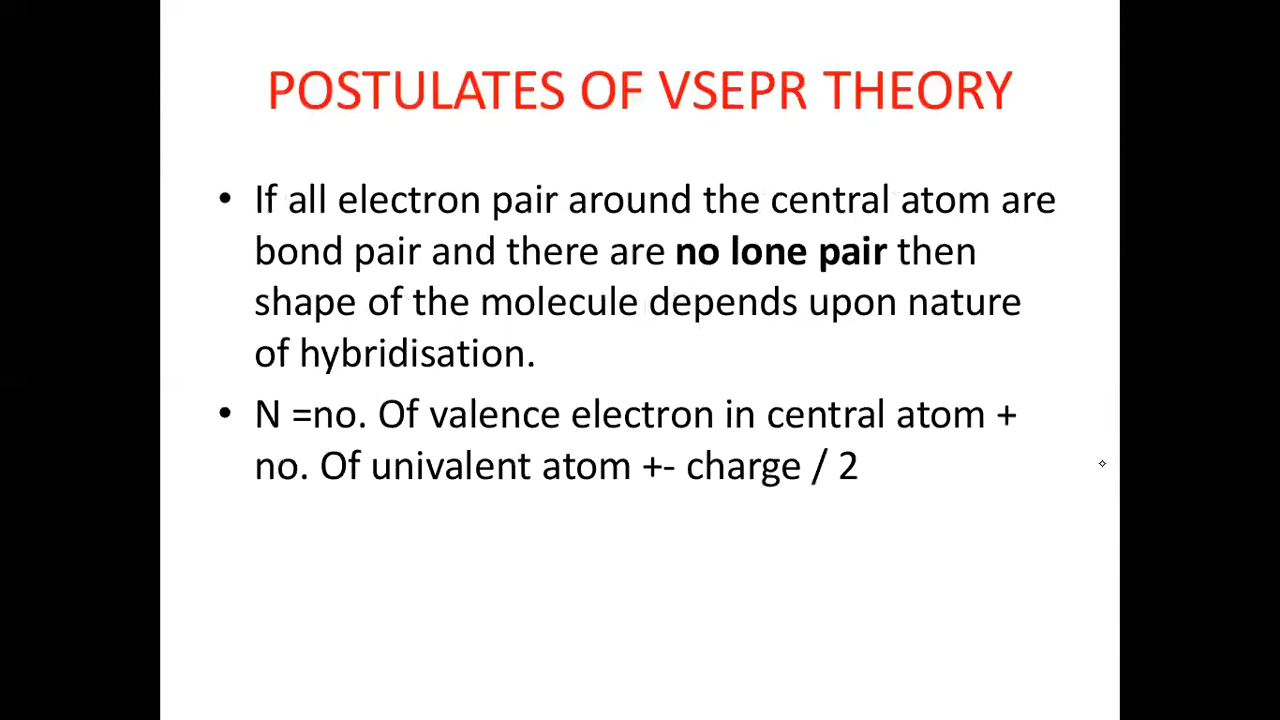 POSTULATES OF VSEPR THEORY
• If all electron pair around the central atom are
bond pair and there are no lone pair then
shape of the molecule depends upon nature
of hybridisation.
• N =no. Of valence electron in central atom +
no. Of univalent atom +- charge / 2